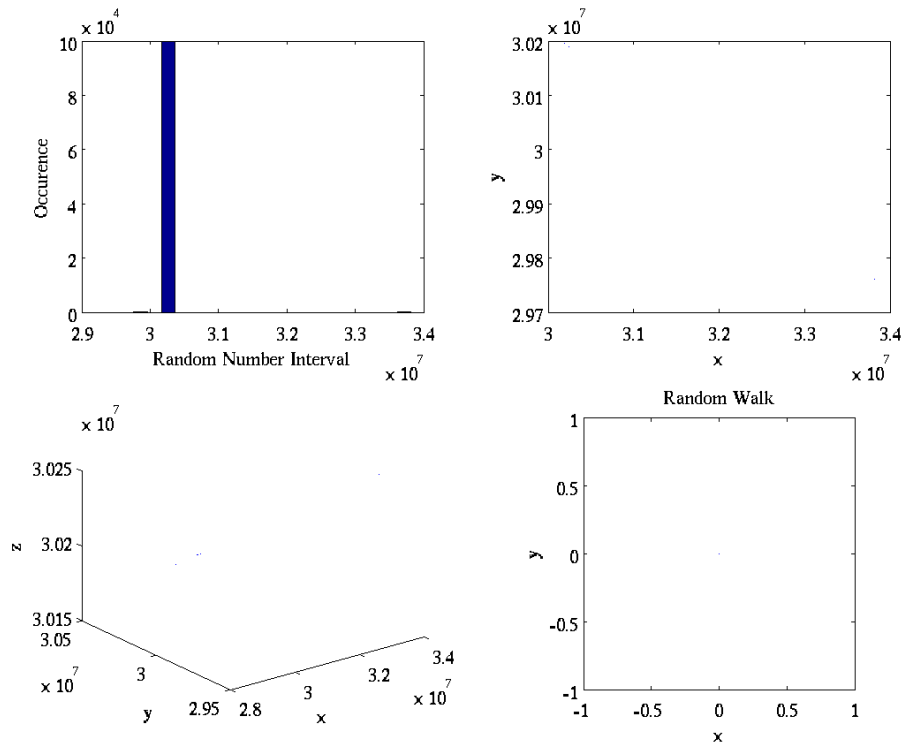 x 10^4
10
8
6
4
2
0
Occurence
2.9 3 3.1 3.2 3.3 3.4
Random Number Interval
x 10^7
x 10^7
3.02
3.01
3
2.99
2.98
2.97
y
3 3.1 3.2 3.3 3.4
x
x 10^7
x 10^7
3.025
3.02
3.015
z
3.05
3
2.95
x 10^7
y
2.8 3 3.2 3.4
x
x 10^7
Random Walk
1
0.5
0
-0.5
-1
y
-1 -0.5 0 0.5 1
x